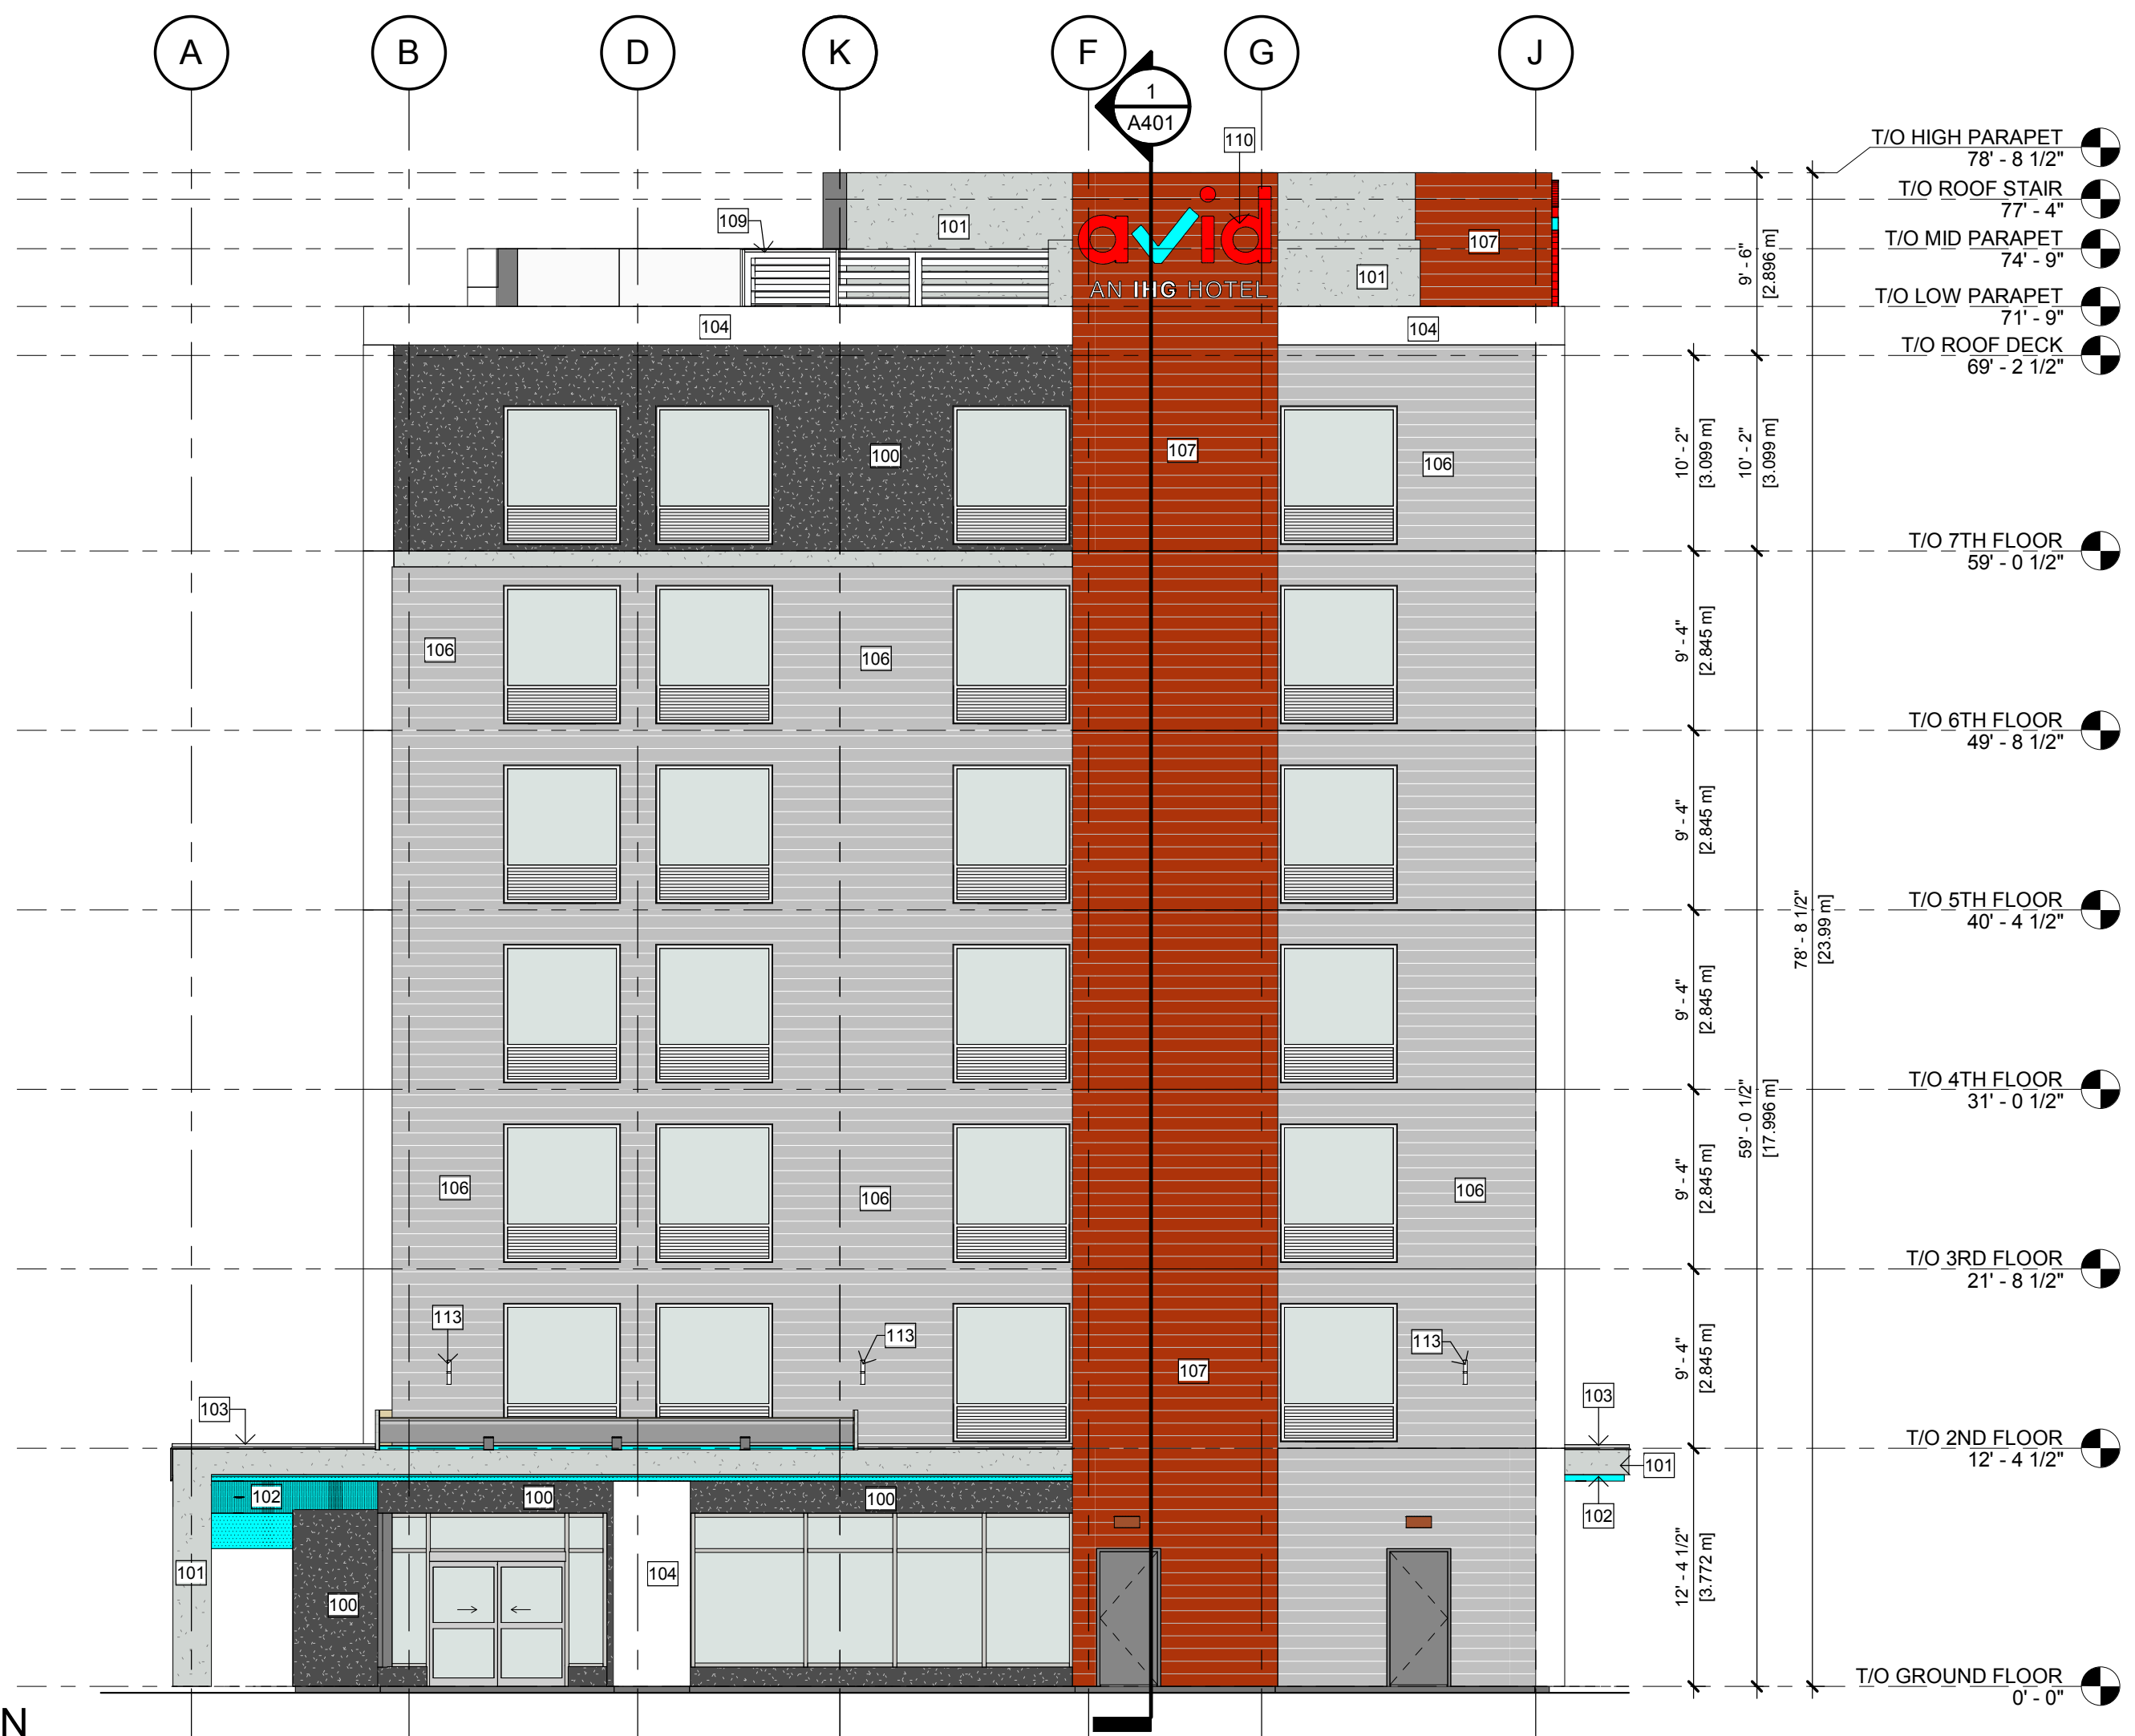 A B D K F G J
1
A401
110
T/O HIGH PARAPET
78' - 8 1/2"
T/O ROOF STAIR
77' - 4"
T/O MID PARAPET
74' - 9"
T/O LOW PARAPET
71' - 9"
T/O ROOF DECK
69' - 2 1/2"
T/O 7TH FLOOR
59' - 0 1/2"
T/O 6TH FLOOR
49' - 8 1/2"
T/O 5TH FLOOR
40' - 4 1/2"
T/O 4TH FLOOR
31' - 0 1/2"
T/O 3RD FLOOR
21' - 8 1/2"
T/O 2ND FLOOR
12' - 4 1/2"
T/O GROUND FLOOR
0' - 0"
109
101
avid
AN IHG HOTEL
107
101
104
104
100
107
106
106
106
106
106
106
113
113
113
107
103
103
101
102
102
100
100
101
104
100
9' - 6"
[2.896 m]
10' - 2"
[3.099 m]
10' - 2"
[3.099 m]
9' - 4"
[2.845 m]
9' - 4"
[2.845 m]
9' - 4"
[2.845 m]
9' - 4"
[2.845 m]
9' - 4"
[2.845 m]
12' - 4 1/2"
[3.772 m]
59' - 0 1/2"
[17.996 m]
78' - 8 1/2"
[23.99 m]
N